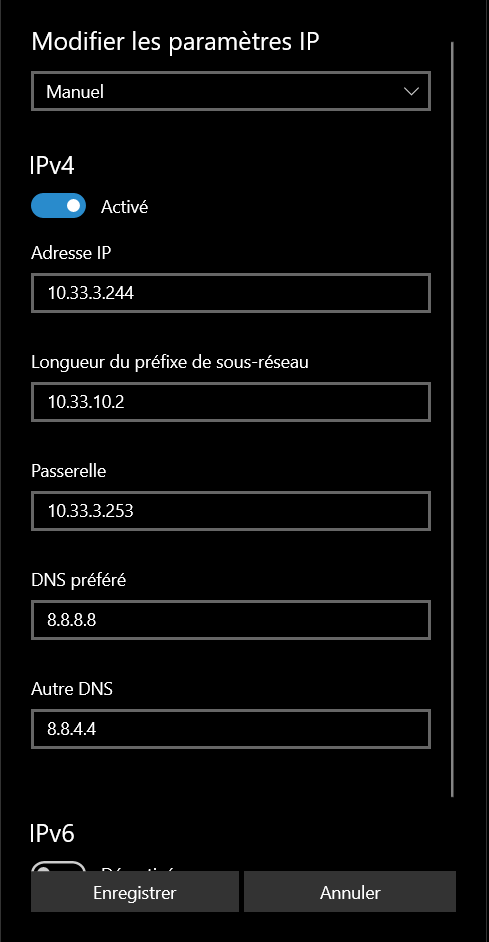 Modifier les paramètres IP
Manuel
IPv4
Activé
Adresse IP
10.33.3.244
Longueur du préfixe de sous-réseau
10.33.10.2
Passerelle
10.33.3.253
DNS préféré
8.8.8.8
Autre DNS
8.8.4.4
IPv6
Enregistrer
Annuler